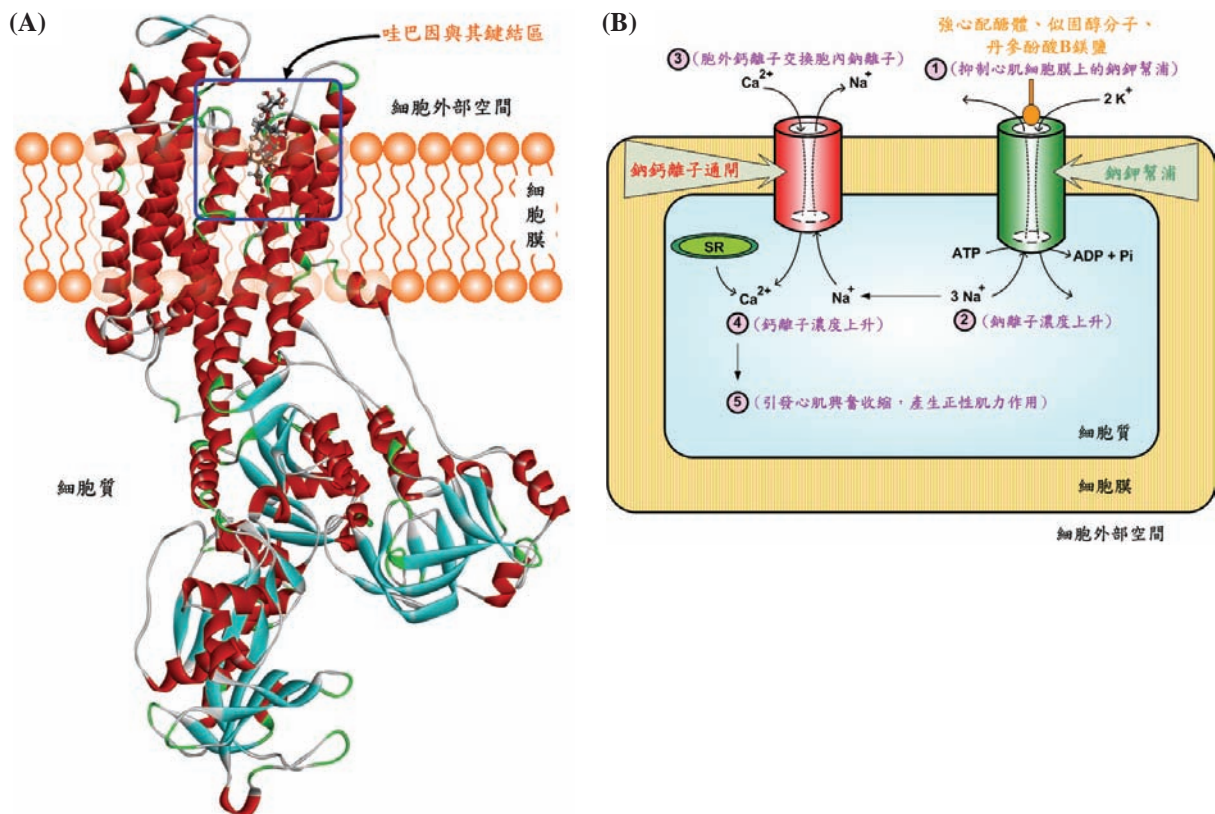 (A)
哇巴因與其鍵結區
細胞外部空間
細胞膜
細胞質
(B)
強心配醣體、似固醇分子、
丹參酚酸B鎂鹽
① (抑制心肌細胞膜上的鈉鉀幫浦)
③ (胞外鈣離子交換胞內鈉離子)
Ca²⁺
Na⁺
2 K⁺
鈉鈣離子通閘
鈉鉀幫浦
SR
ATP
ADP + Pi
Ca²⁺
Na⁺
3 Na⁺
④ (鈣離子濃度上升)
② (鈉離子濃度上升)
⑤ (引發心肌興奮收縮，產生正性肌力作用)
細胞質
細胞膜
細胞外部空間